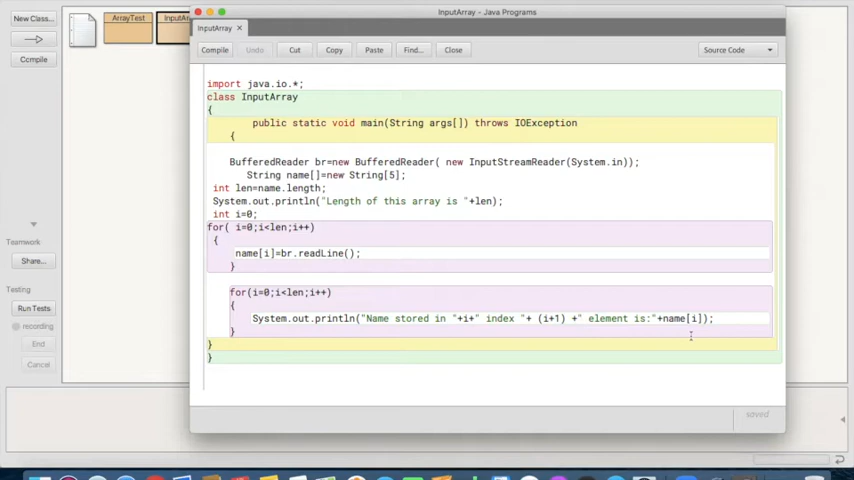 InputArray - Java Programs
New Class...
ArrayTest
InputAr
InputArray ×
Compile
Compile Undo Cut Copy Paste Find... Close Source Code
import java.io.*;
class InputArray
{
public static void main(String args[]) throws IOException
{
BufferedReader br=new BufferedReader( new InputStreamReader(System.in));
String name[]=new String[5];
int len=name.length;
System.out.println("Length of this array is "+len);
int i=0;
for( i=0;i<len;i++)
{
name[i]=br.readLine();
}
for(i=0;i<len;i++)
{
System.out.println("Name stored in "+i+" index "+ (i+1) +" element is:"+name[i]);
}
}
}
Teamwork
Share...
Testing
Run Tests
recording
End
Cancel
saved